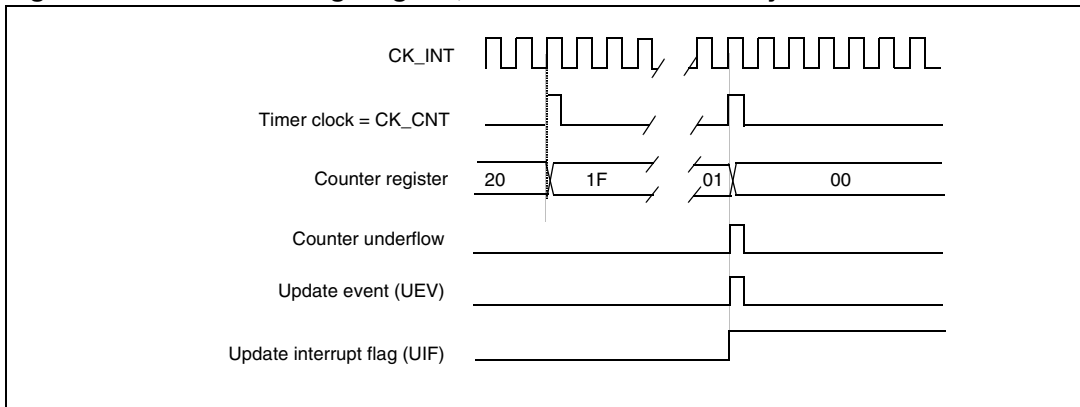 CK_INT
Timer clock = CK_CNT
Counter register 20 1F 01 00
Counter underflow
Update event (UEV)
Update interrupt flag (UIF)